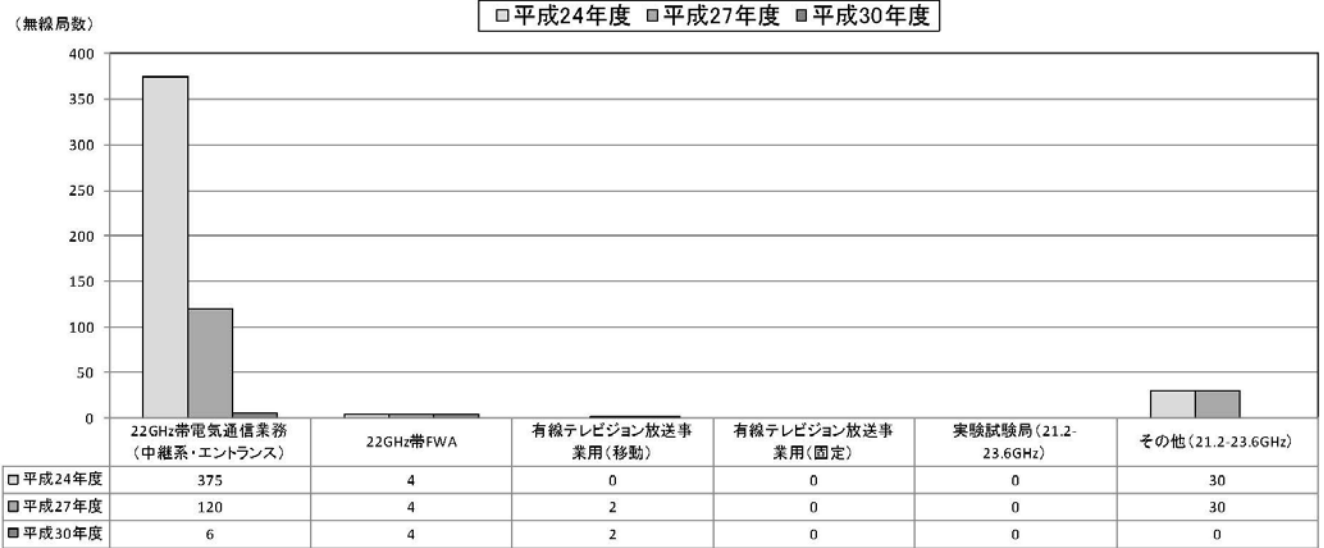 □平成24年度 ■平成27年度 ■平成30年度
（無線局数）
400
350
300
250
200
150
100
50
0
22GHz帯電気通信業務（中継系・エントランス）
22GHz帯FWA
有線テレビジョン放送事業用（移動）
有線テレビジョン放送事業用（固定）
実験試験局（21.2-23.6GHz）
その他（21.2-23.6GHz）
□平成24年度 375 4 0 0 0 30
■平成27年度 120 4 2 0 0 30
■平成30年度 6 4 2 0 0 0